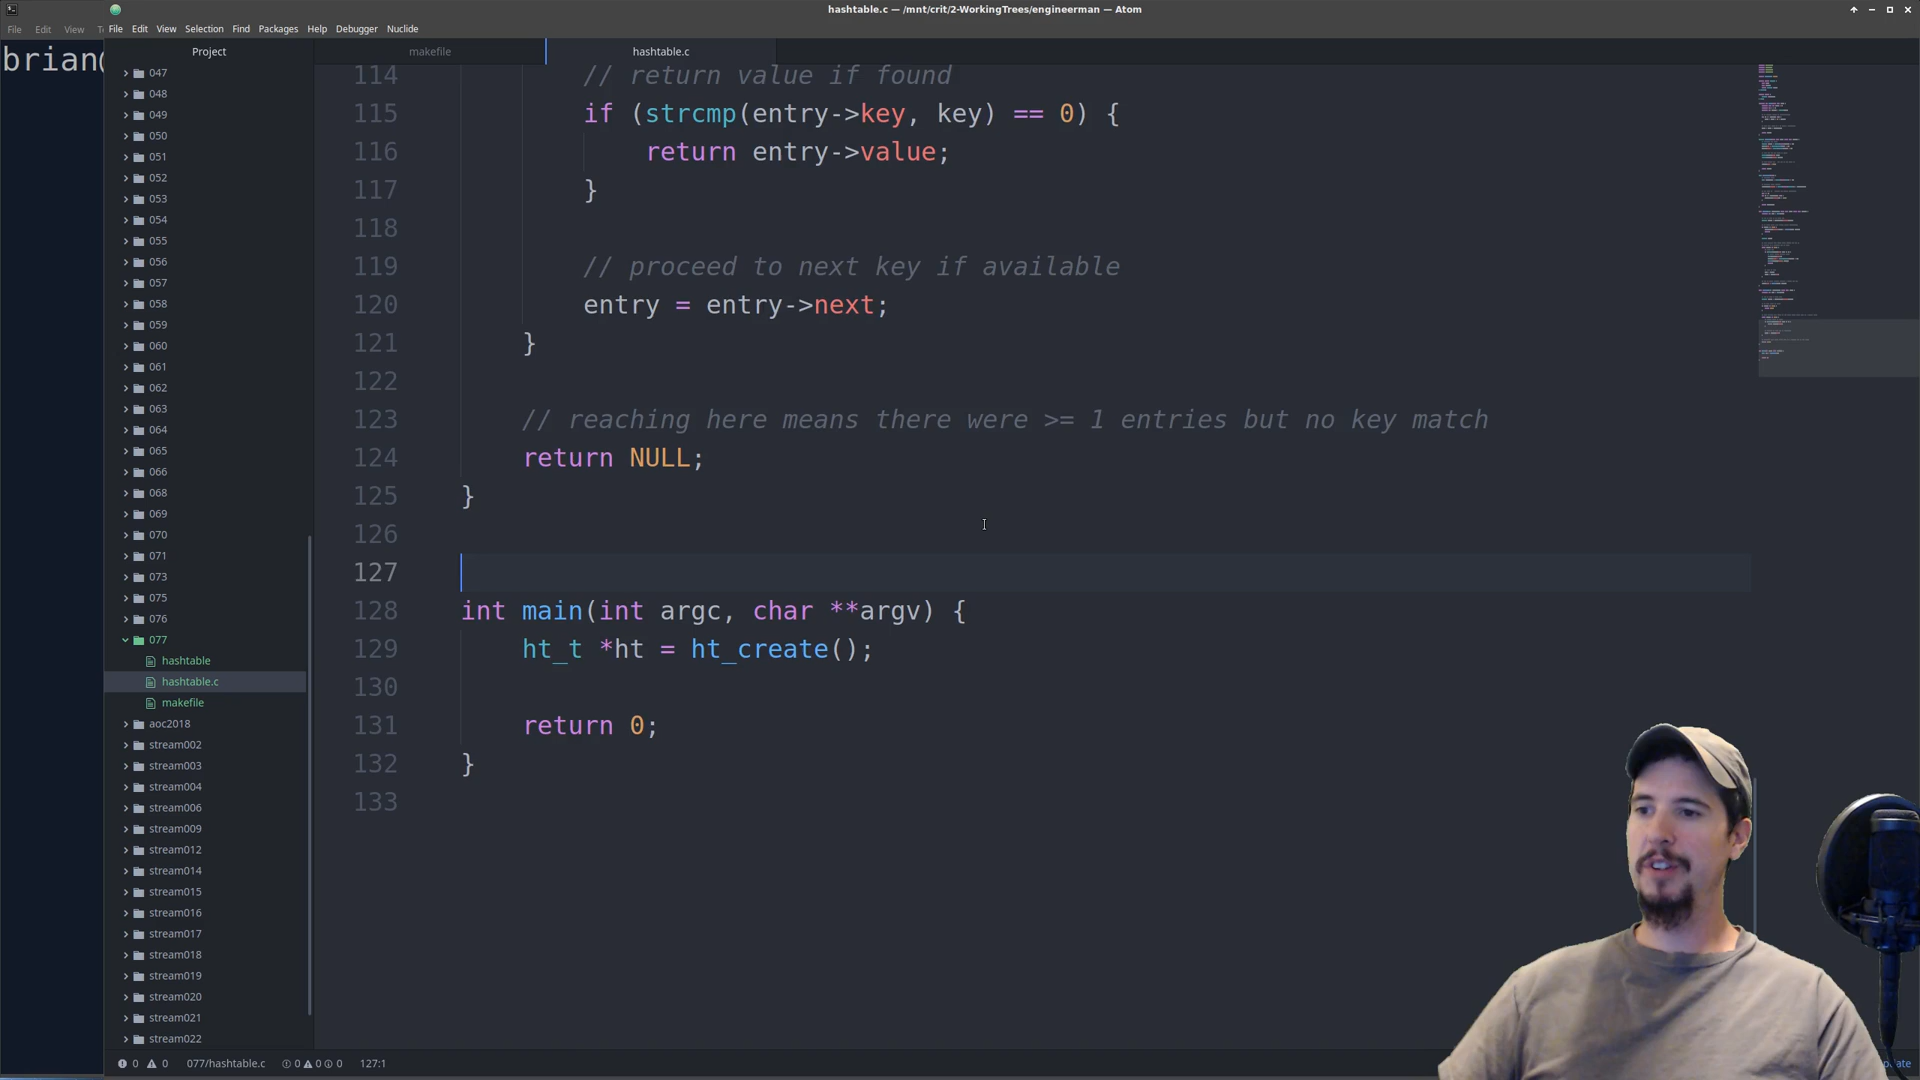 hashtable.c — /mnt/crit/2-WorkingTrees/engineerman — Atom
File Edit View
File Edit View Selection Find Packages Help Debugger Nuclide
brian@
Project
makefile
hashtable.c
047
048
049
050
051
052
053
054
055
056
057
058
059
060
061
062
063
064
065
066
068
069
070
071
073
075
076
077
hashtable
hashtable.c
makefile
aoc2018
stream002
stream003
stream004
stream006
stream009
stream012
stream014
stream015
stream016
stream017
stream018
stream019
stream020
stream021
stream022
114 // return value if found
115 if (strcmp(entry->key, key) == 0) {
116 return entry->value;
117 }
118
119 // proceed to next key if available
120 entry = entry->next;
121 }
122
123 // reaching here means there were >= 1 entries but no key match
124 return NULL;
125 }
126
127
128 int main(int argc, char **argv) {
129 ht_t *ht = ht_create();
130
131 return 0;
132 }
133
0 0 077/hashtable.c 0 0 0 127:1